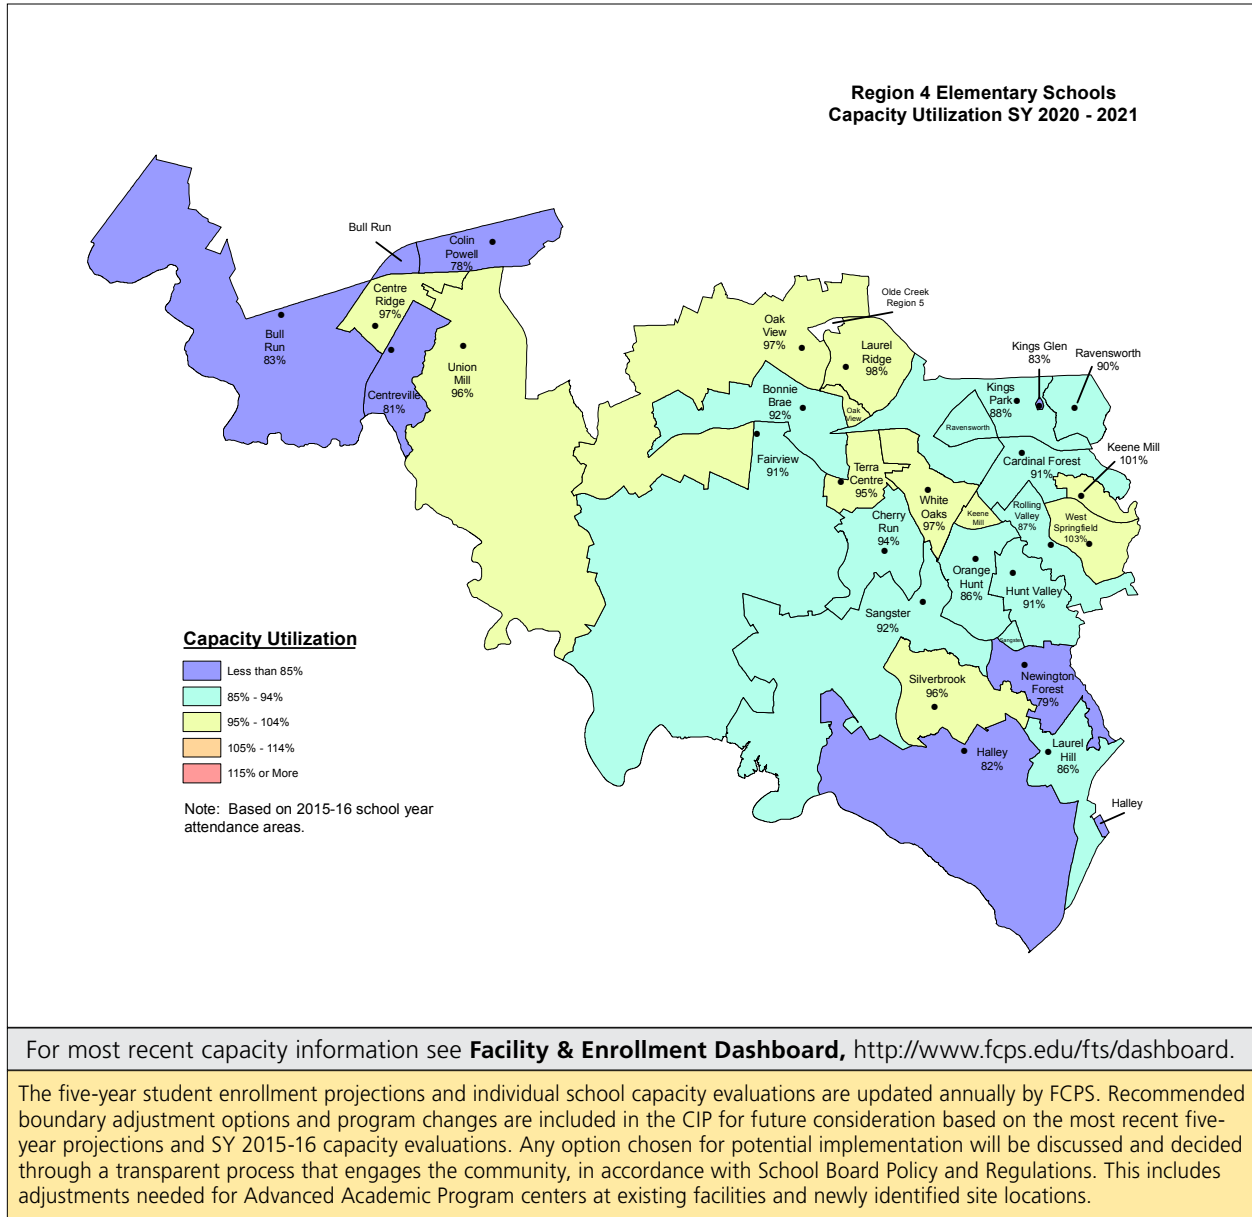 Region 4 Elementary Schools
Capacity Utilization SY 2020 - 2021
Bull Run
Colin
Powell
78%
Centre
Ridge
97%
Bull
Run
83%
Centreville
81%
Union
Mill
96%
Olde Creek
Region 5
Oak
View
97%
Laurel
Ridge
98%
Kings Glen
83%
Ravensworth
90%
Bonnie
Brae
92%
Oak
View
Kings
Park
88%
Ravensworth
Keene Mill
101%
Fairview
91%
Terra
Centre
95%
Cardinal Forest
91%
White
Oaks
97%
Keene
Mill
Rolling
Valley
87%
West
Springfield
103%
Cherry
Run
94%
Orange
Hunt
86%
Hunt Valley
91%
Sangster
92%
Sangster
Silverbrook
96%
Newington
Forest
79%
Halley
82%
Laurel
Hill
86%
Halley
Capacity Utilization
Less than 85%
85% - 94%
95% - 104%
105% - 114%
115% or More
Note: Based on 2015-16 school year
attendance areas.
For most recent capacity information see Facility & Enrollment Dashboard, http://www.fcps.edu/fts/dashboard.
The five-year student enrollment projections and individual school capacity evaluations are updated annually by FCPS. Recommended
boundary adjustment options and program changes are included in the CIP for future consideration based on the most recent five-
year projections and SY 2015-16 capacity evaluations. Any option chosen for potential implementation will be discussed and decided
through a transparent process that engages the community, in accordance with School Board Policy and Regulations. This includes
adjustments needed for Advanced Academic Program centers at existing facilities and newly identified site locations.